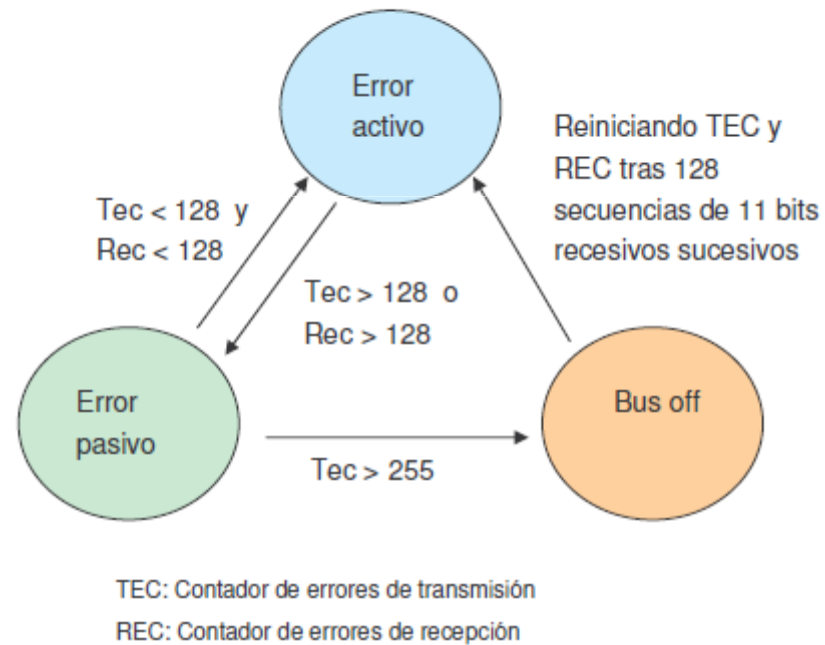 Error
activo
Reiniciando TEC y
REC tras 128
secuencias de 11 bits
recesivos sucesivos
Tec < 128 y
Rec < 128
Tec > 128 o
Rec > 128
Error
pasivo
Bus off
Tec > 255
TEC: Contador de errores de transmisión
REC: Contador de errores de recepción